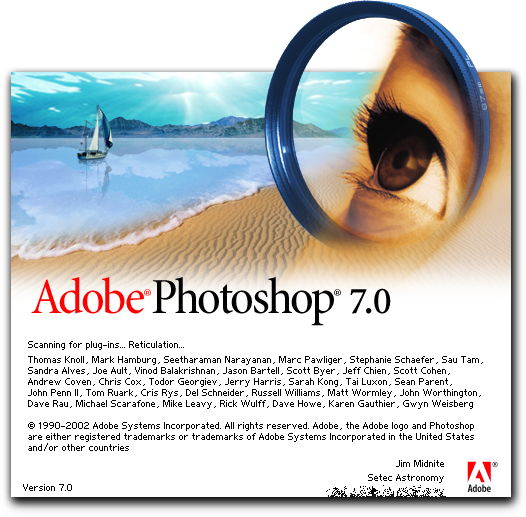 67mm PL
Adobe® Photoshop® 7.0
Scanning for plug-ins... Reticulation...
Thomas Knoll, Mark Hamburg, Seetharaman Narayanan, Marc Pawliger, Stephanie Schaefer, Sau Tam,
Sandra Alves, Joe Ault, Vinod Balakrishnan, Jason Bartell, Scott Byer, Jeff Chien, Scott Cohen,
Andrew Coven, Chris Cox, Todor Georgiev, Jerry Harris, Sarah Kong, Tai Luxon, Sean Parent,
John Penn II, Tom Ruark, Cris Rys, Del Schneider, Russell Williams, Matt Wormley, John Worthington,
Dave Rau, Michael Scarafone, Mike Leavy, Rick Wulff, Dave Howe, Karen Gauthier, Gwyn Weisberg
© 1990-2002 Adobe Systems Incorporated. All rights reserved. Adobe, the Adobe logo and Photoshop
are either registered trademarks or trademarks of Adobe Systems Incorporated in the United States
and/or other countries
Jim Midnite
Setec Astronomy
Version 7.0
Adobe®